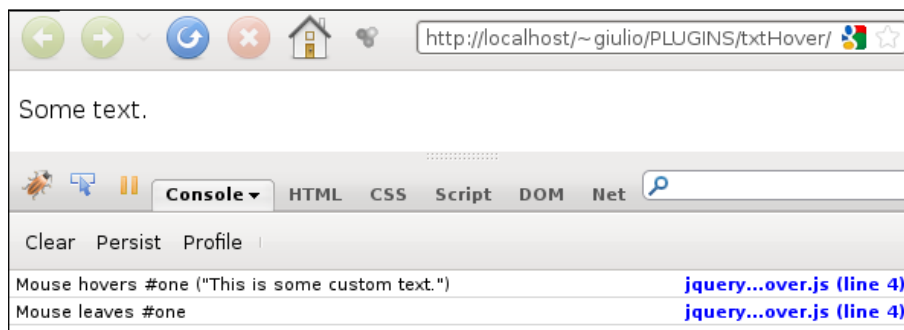 http://localhost/~giulio/PLUGINS/txtHover/
Some text.
Console HTML CSS Script DOM Net
Clear Persist Profile
Mouse hovers #one ("This is some custom text.") jquery...over.js (line 4)
Mouse leaves #one jquery...over.js (line 4)